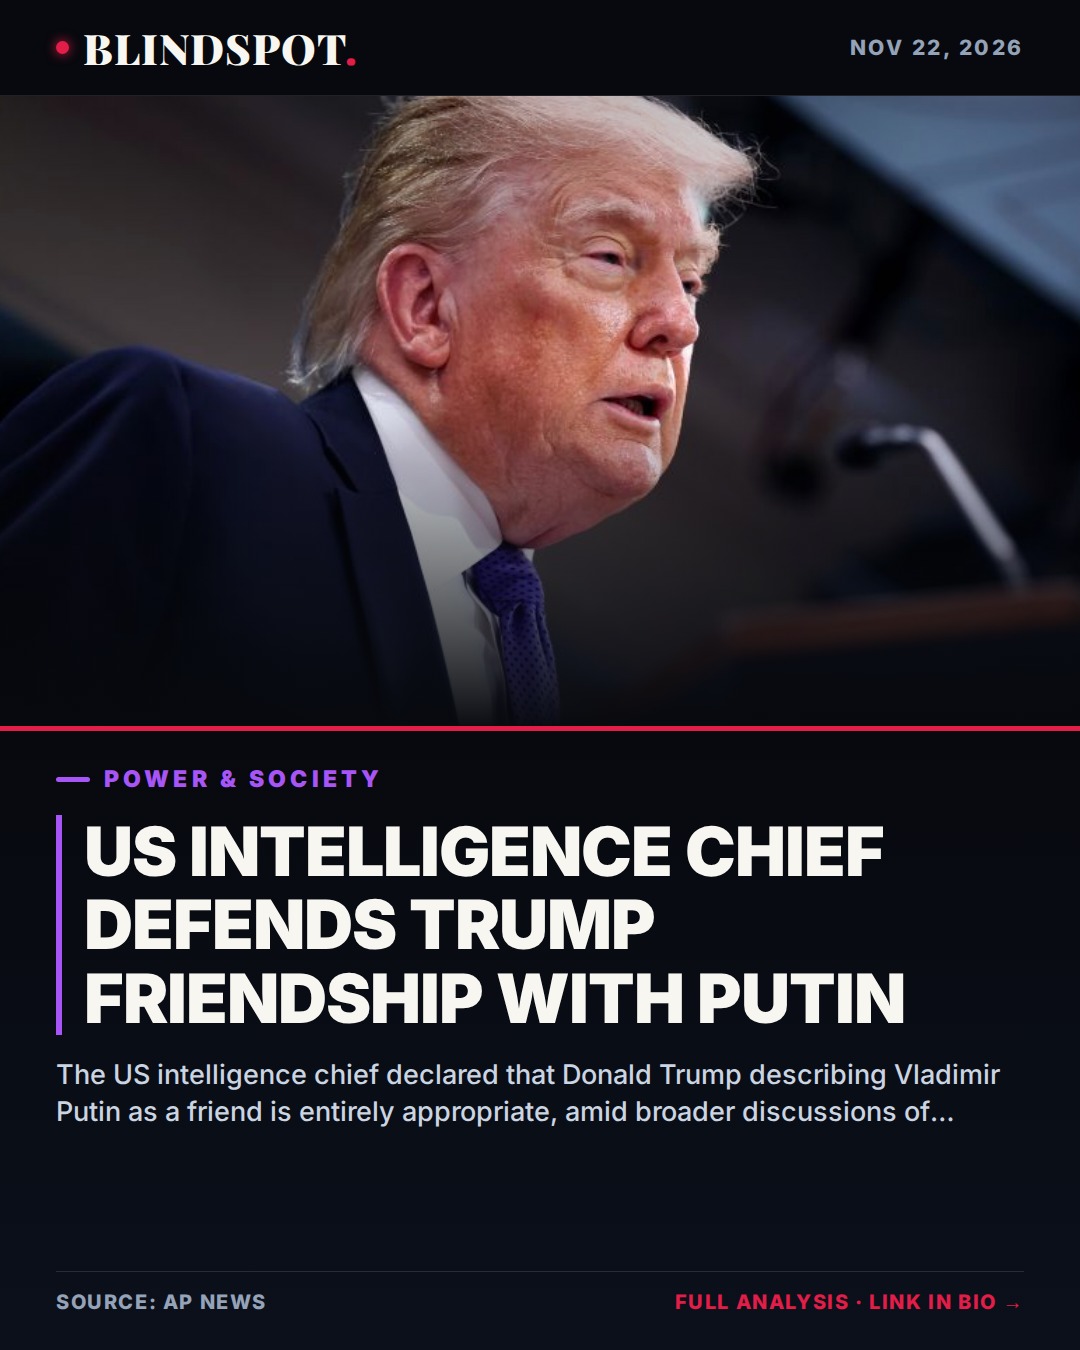 BLINDSPOT.
NOV 22, 2026
POWER & SOCIETY
US INTELLIGENCE CHIEF
DEFENDS TRUMP
FRIENDSHIP WITH PUTIN
The US intelligence chief declared that Donald Trump describing Vladimir
Putin as a friend is entirely appropriate, amid broader discussions of...
SOURCE: AP NEWS
FULL ANALYSIS · LINK IN BIO →